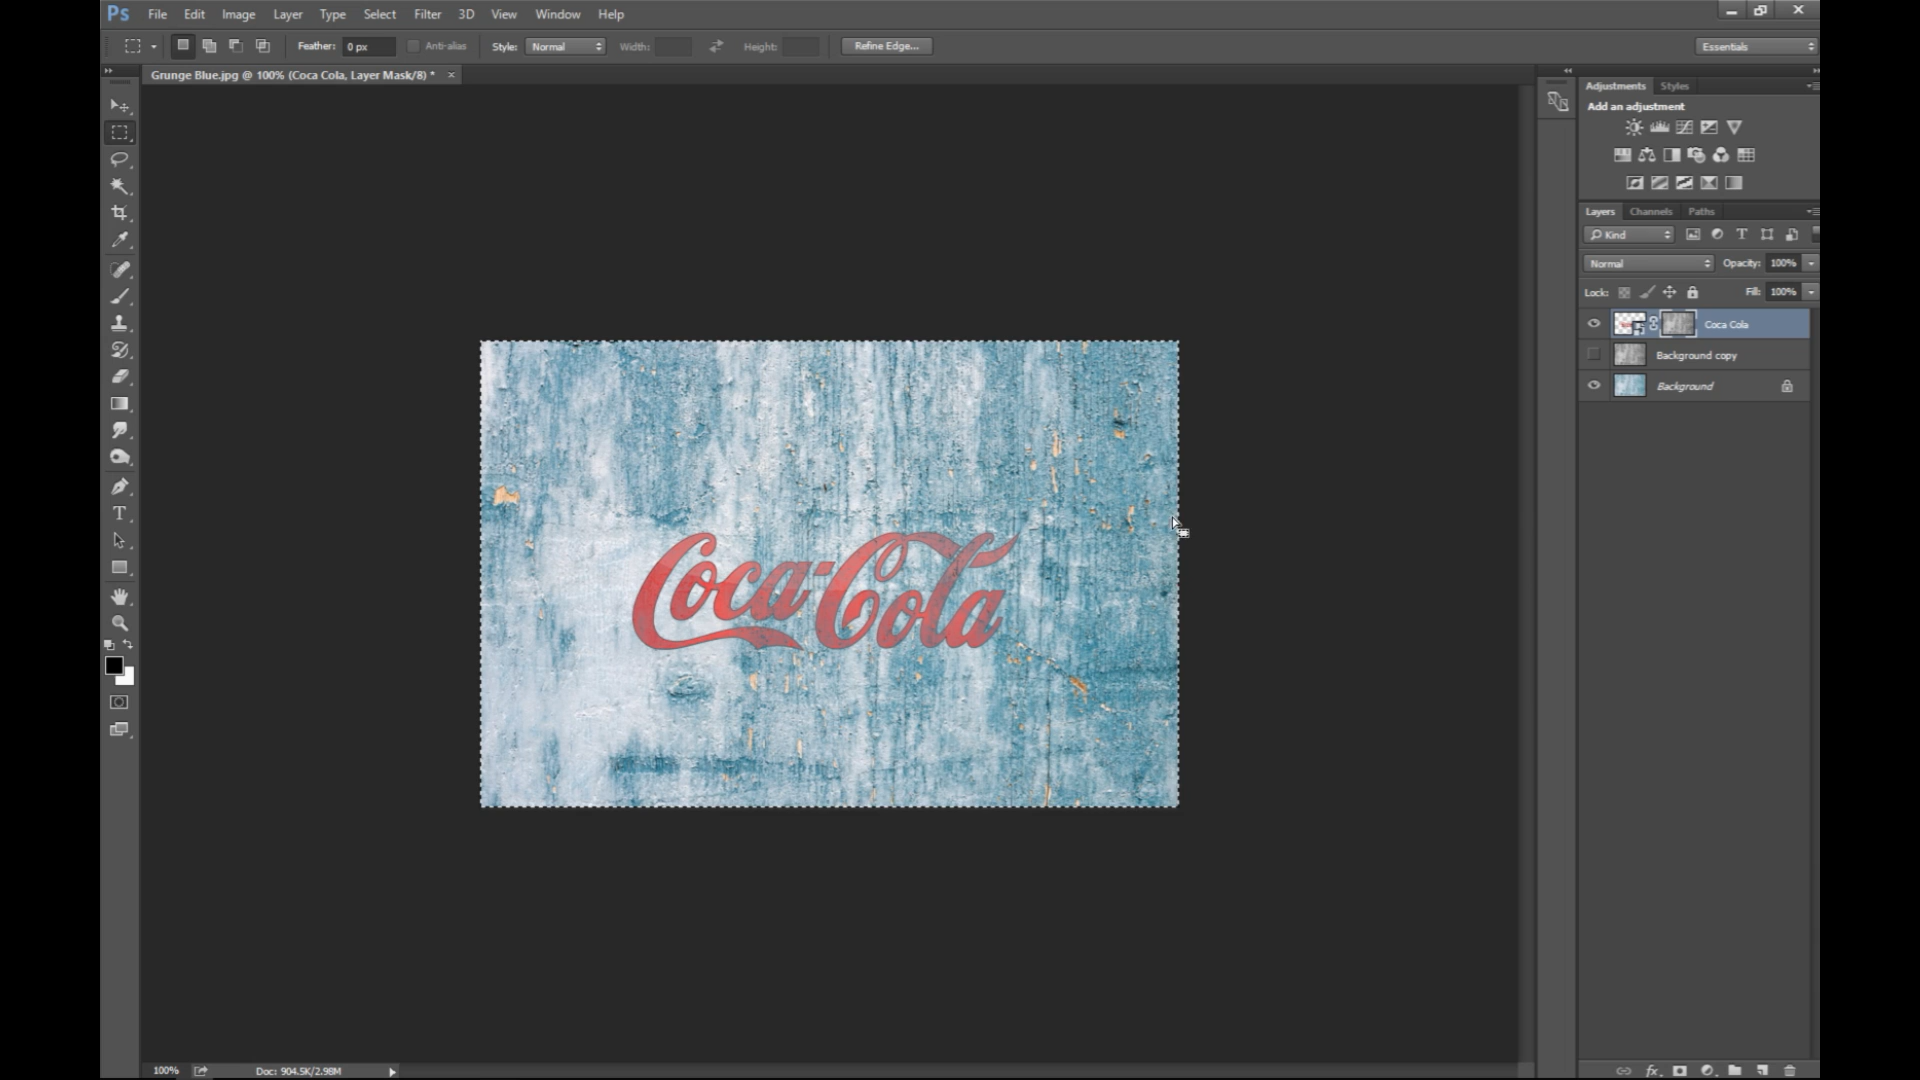 Ps File Edit Image Layer Type Select Filter 3D View Window Help
Feather: 0 px Anti-alias Style: Normal Width: Height: Refine Edge... Essentials
Grunge Blue.jpg @ 100% (Coca Cola, Layer Mask/8) * ×
Adjustments Styles
Add an adjustment
Layers Channels Paths
Kind
Normal Opacity: 100%
Lock: Fill: 100%
Coca Cola
Background copy
Background
Coca-Cola
100% Doc: 904.5K/2.98M